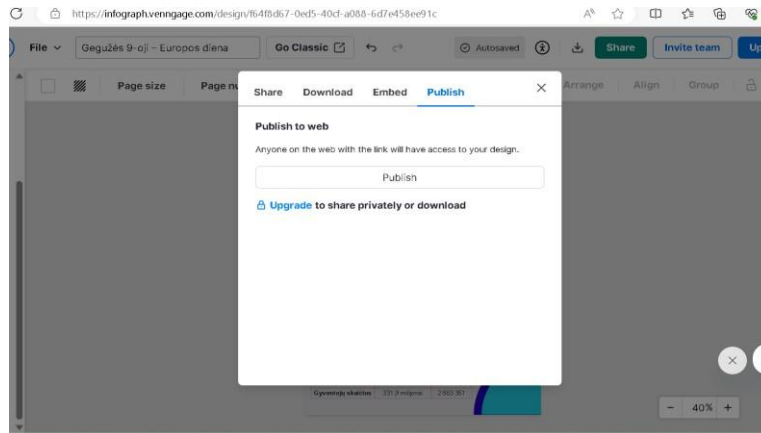 https://infograph.venngage.com/design/f64f8d67-0ed5-40cf-a088-6d7e458ee91c
File Gegužės 9-oji – Europos diena Go Classic Autosaved Share Invite team
Page size Arrange Align Group
Share Download Embed Publish
Publish to web
Anyone on the web with the link will have access to your design.
Publish
Upgrade to share privately or download
Gyventojų skaičius
- 40% +